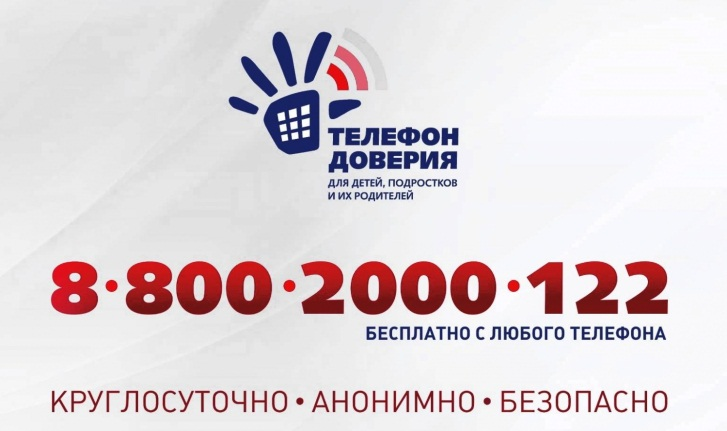 ТЕЛЕФОН
ДОВЕРИЯ
ДЛЯ ДЕТЕЙ, ПОДРОСТКОВ
И ИХ РОДИТЕЛЕЙ
8·800·2000·122
БЕСПЛАТНО С ЛЮБОГО ТЕЛЕФОНА
КРУГЛОСУТОЧНО • АНОНИМНО • БЕЗОПАСНО